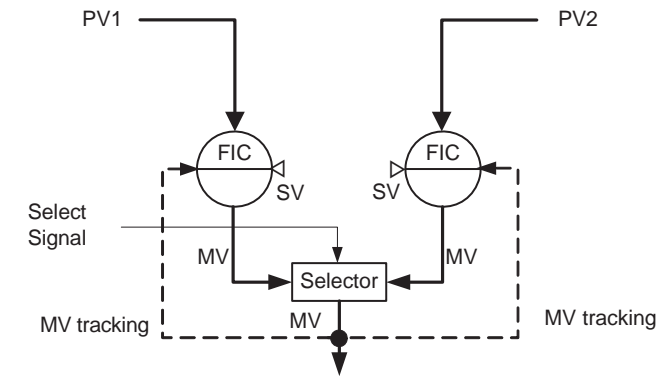 PV1
PV2
FIC
FIC
SV
SV
Select
Signal
MV
MV
Selector
MV
MV tracking
MV tracking